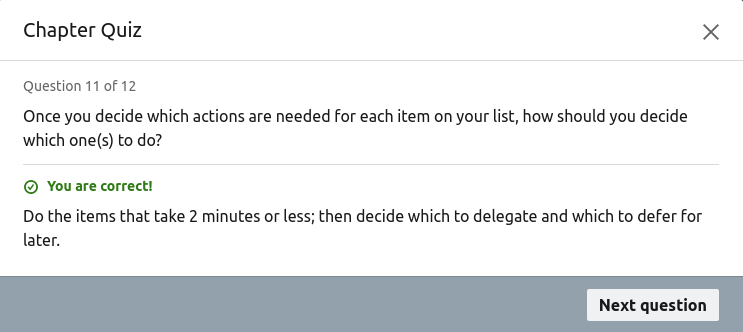 Chapter Quiz
Question 11 of 12
Once you decide which actions are needed for each item on your list, how should you decide
which one(s) to do?
You are correct!
Do the items that take 2 minutes or less; then decide which to delegate and which to defer for
later.
Next question